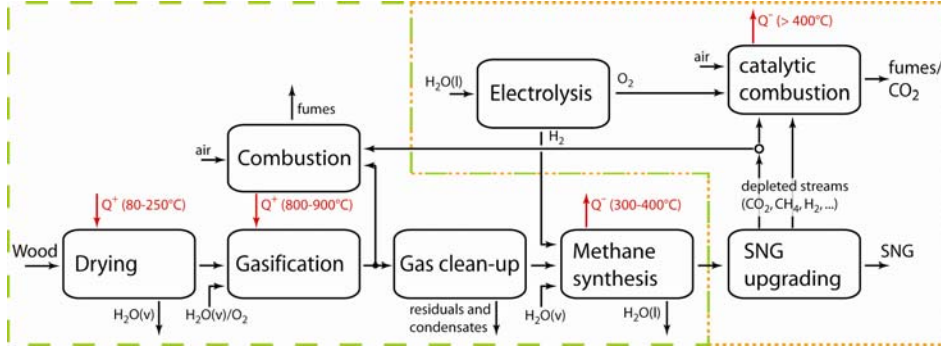 Q⁻ (> 400°C)
air
catalytic
combustion
fumes/
CO₂
H₂O(l)
Electrolysis
O₂
H₂
fumes
air
Combustion
depleted streams
(CO₂, CH₄, H₂, ...)
Q⁺ (80-250°C)
Q⁺ (800-900°C)
Q⁻ (300-400°C)
Wood
Drying
Gasification
Gas clean-up
Methane
synthesis
SNG
upgrading
SNG
H₂O(v)
H₂O(v)/O₂
residuals and
condensates
H₂O(v)
H₂O(l)